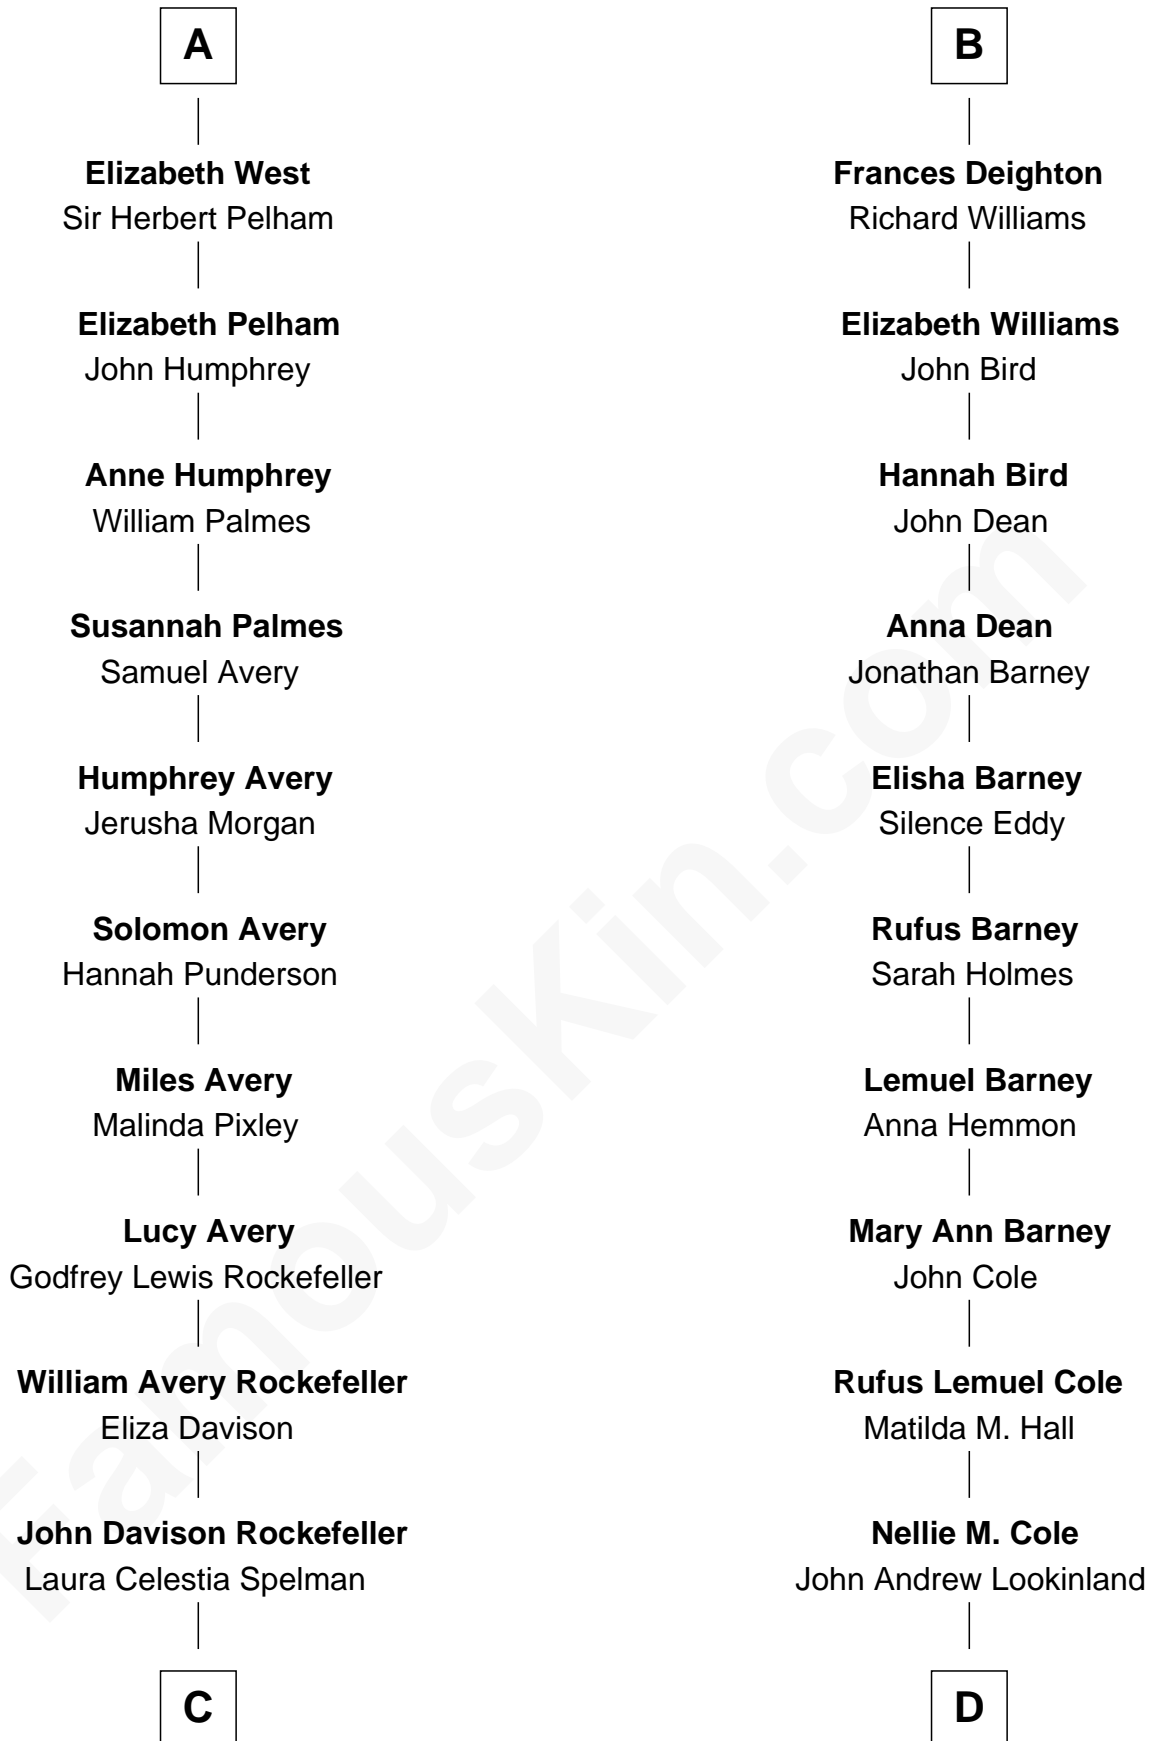 A
Elizabeth West
Sir Herbert Pelham
Elizabeth Pelham
John Humphrey
Anne Humphrey
William Palmes
Susannah Palmes
Samuel Avery
Humphrey Avery
Jerusha Morgan
Solomon Avery
Hannah Punderson
Miles Avery
Malinda Pixley
Lucy Avery
Godfrey Lewis Rockefeller
William Avery Rockefeller
Eliza Davison
John Davison Rockefeller
Laura Celestia Spelman
C
B
Frances Deighton
Richard Williams
Elizabeth Williams
John Bird
Hannah Bird
John Dean
Anna Dean
Jonathan Barney
Elisha Barney
Silence Eddy
Rufus Barney
Sarah Holmes
Lemuel Barney
Anna Hemmon
Mary Ann Barney
John Cole
Rufus Lemuel Cole
Matilda M. Hall
Nellie M. Cole
John Andrew Lookinland
D
FamousKin.com